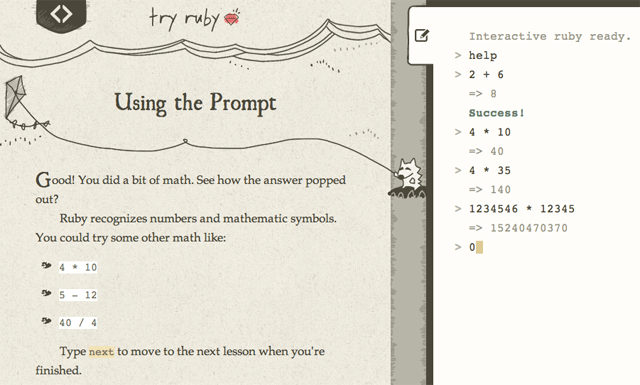 try ruby
Using the Prompt
Good! You did a bit of math. See how the answer popped
out?
Ruby recognizes numbers and mathematic symbols.
You could try some other math like:
4 * 10
5 – 12
40 / 4
Type next to move to the next lesson when you're
finished.
Interactive ruby ready.
> help
> 2 + 6
=> 8
Success!
> 4 * 10
=> 40
> 4 * 35
=> 140
> 1234546 * 12345
=> 15240470370
> 0